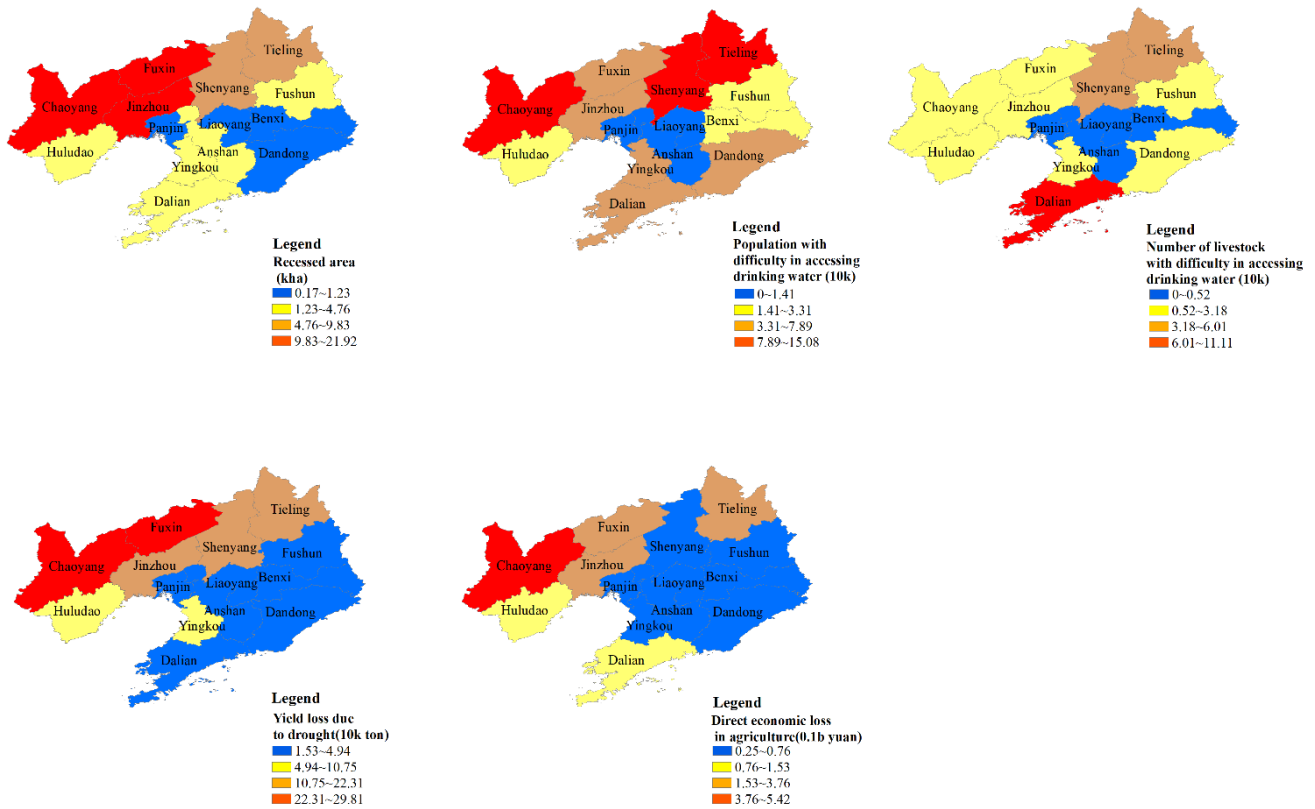 Tieling
Fuxin
Shenyang
Chaoyang
Jinzhou
Fushun
Panjin
Liaoyang
Benxi
Huludao
Anshan
Dandong
Yingkou
Dalian
Legend
Recessed area
(kha)
0.17~1.23
1.23~4.76
4.76~9.83
9.83~21.92
Tieling
Fuxin
Shenyang
Chaoyang
Jinzhou
Fushun
Panjin
Liaoyang
Benxi
Huludao
Anshan
Dandong
Yingkou
Dalian
Legend
Population with
difficulty in accessing
drinking water (10k)
0~1.41
1.41~3.31
3.31~7.89
7.89~15.08
Tieling
Fuxin
Shenyang
Chaoyang
Jinzhou
Fushun
Panjin
Liaoyang
Benxi
Huludao
Anshan
Dandong
Yingkou
Dalian
Legend
Number of livestock
with difficulty in accessing
drinking water (10k)
0~0.52
0.52~3.18
3.18~6.01
6.01~11.11
Tieling
Fuxin
Shenyang
Chaoyang
Jinzhou
Fushun
Panjin
Liaoyang
Benxi
Huludao
Anshan
Dandong
Yingkou
Dalian
Legend
Yield loss due
to drought(10k ton)
1.53~4.94
4.94~10.75
10.75~22.31
22.31~29.81
Tieling
Fuxin
Shenyang
Chaoyang
Jinzhou
Fushun
Panjin
Liaoyang
Benxi
Huludao
Anshan
Dandong
Yingkou
Dalian
Legend
Direct economic loss
in agriculture(0.1b yuan)
0.25~0.76
0.76~1.53
1.53~3.76
3.76~5.42